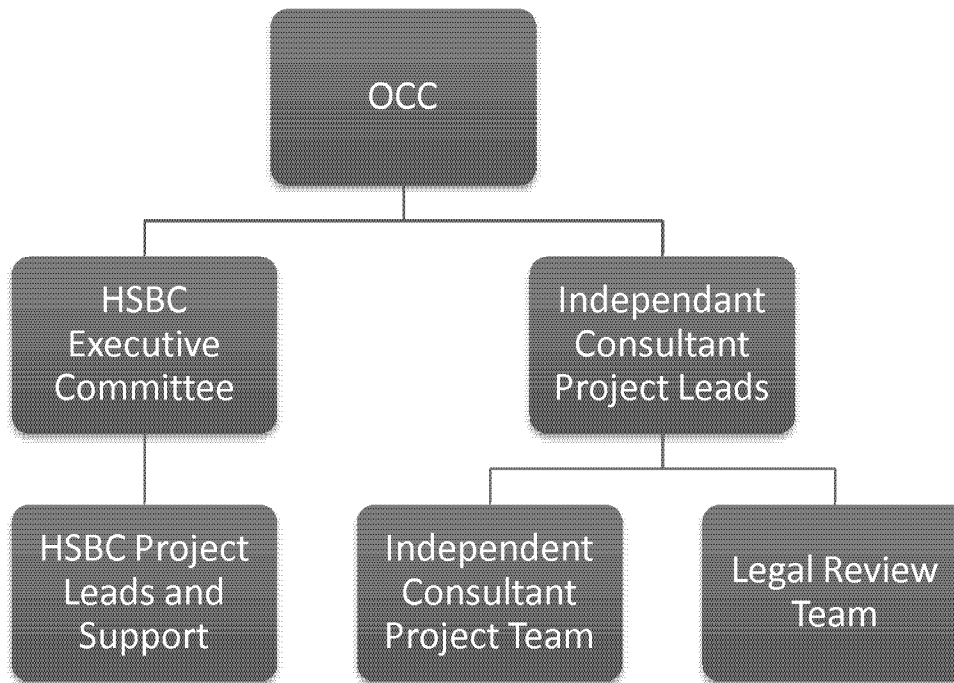 OCC
HSBC
Executive
Committee
Independant
Consultant
Project Leads
HSBC Project
Leads and
Support
Independent
Consultant
Project Team
Legal Review
Team